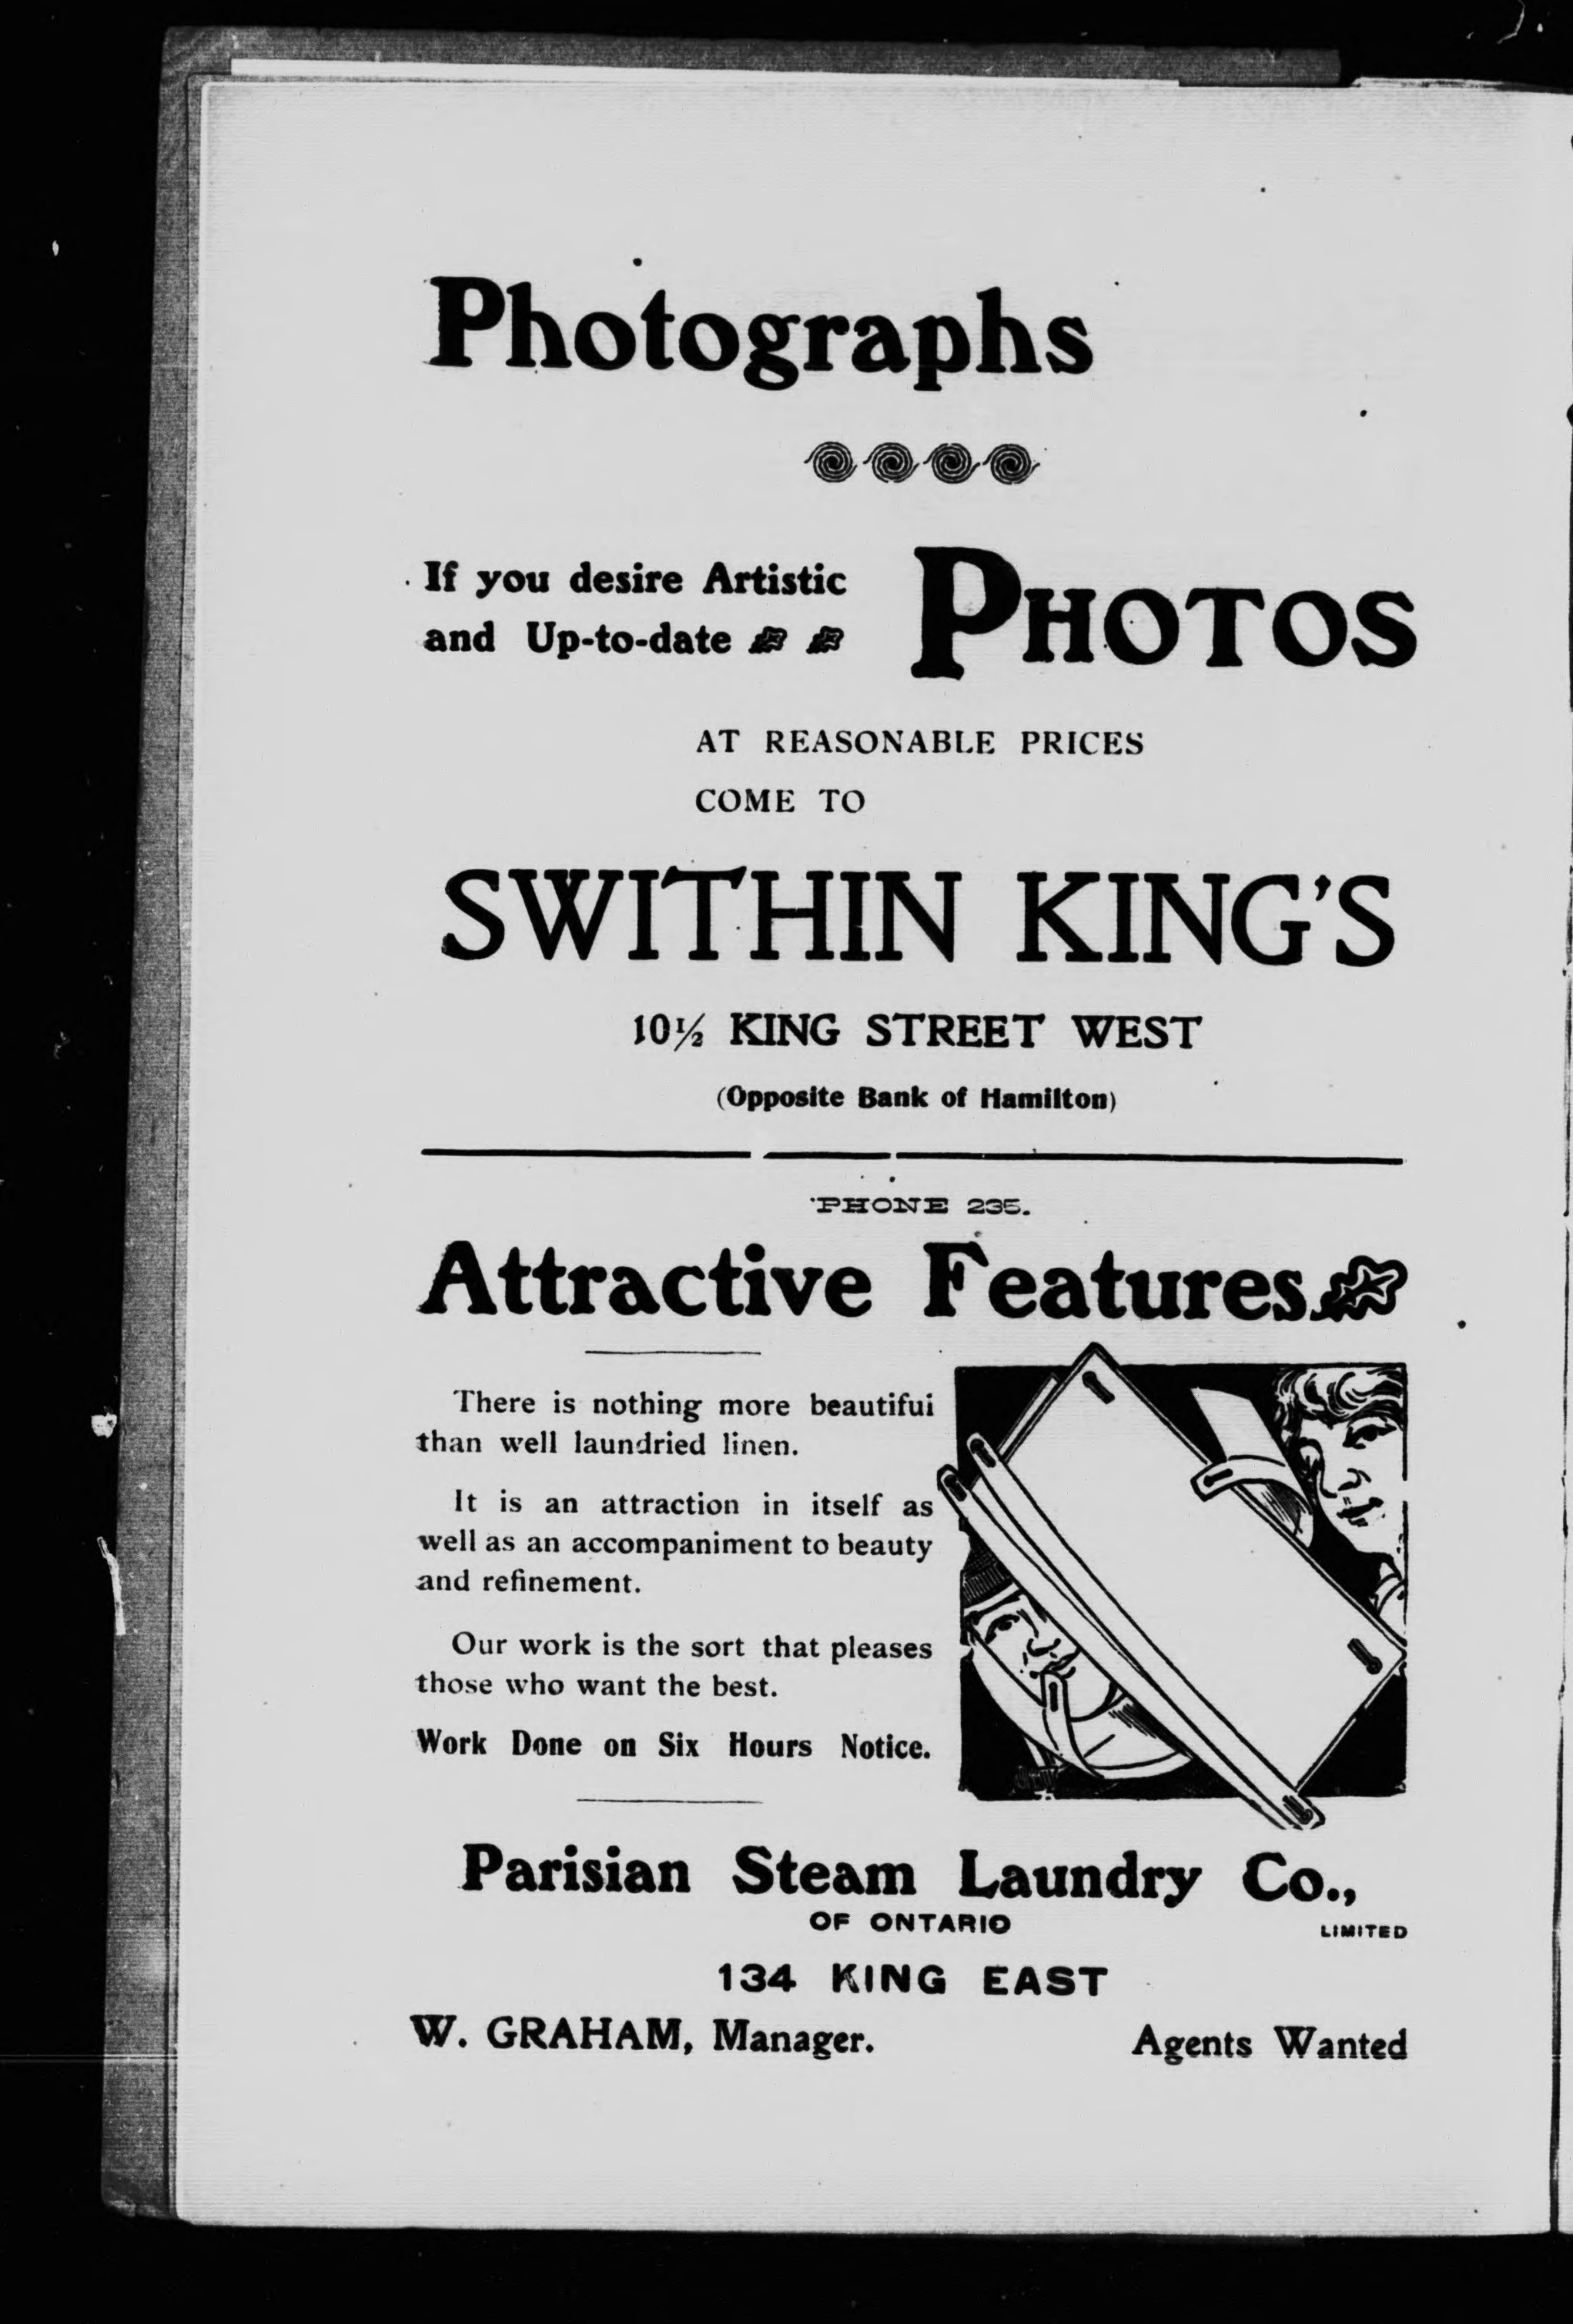 Photographs
If you desire Artistic
and Up-to-date
PHOTOS
AT REASONABLE PRICES
COME TO
SWITHIN KING'S
10½ KING STREET WEST
(Opposite Bank of Hamilton)
'PHONE 235.
Attractive Features
There is nothing more beautiful
than well laundried linen.
It is an attraction in itself as
well as an accompaniment to beauty
and refinement.
Our work is the sort that pleases
those who want the best.
Work Done on Six Hours Notice.
Parisian Steam Laundry Co.,
OF ONTARIO LIMITED
134 KING EAST
W. GRAHAM, Manager. Agents Wanted